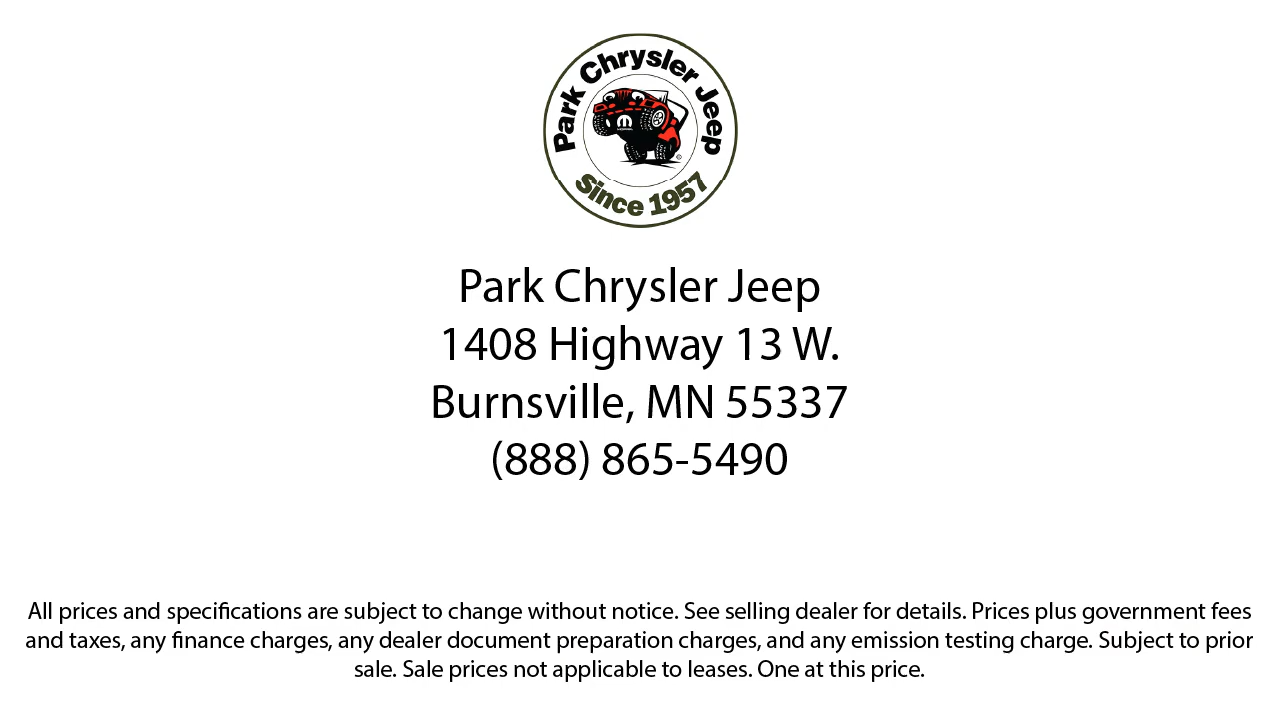 Park Chrysler Jeep
Since 1957
Park Chrysler Jeep
1408 Highway 13 W.
Burnsville, MN 55337
(888) 865-5490
All prices and specifications are subject to change without notice. See selling dealer for details. Prices plus government fees
and taxes, any finance charges, any dealer document preparation charges, and any emission testing charge. Subject to prior
sale. Sale prices not applicable to leases. One at this price.